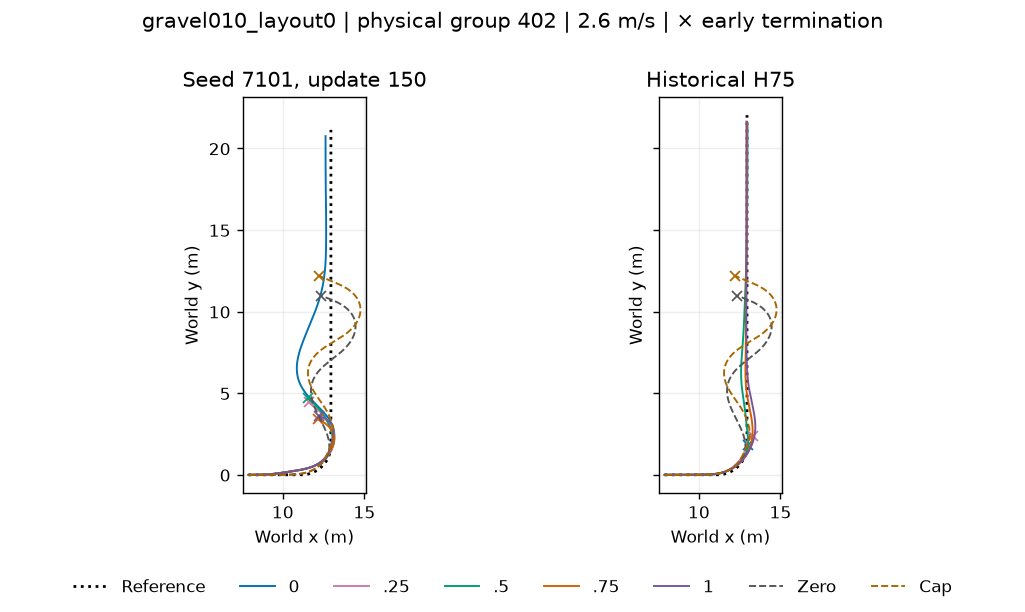 gravel010_layout0 | physical group 402 | 2.6 m/s | × early termination
Seed 7101, update 150
Historical H75
World y (m)
20
15
10
5
0
10
15
World x (m)
World y (m)
10
15
World x (m)
Reference
0
.25
.5
.75
1
Zero
Cap